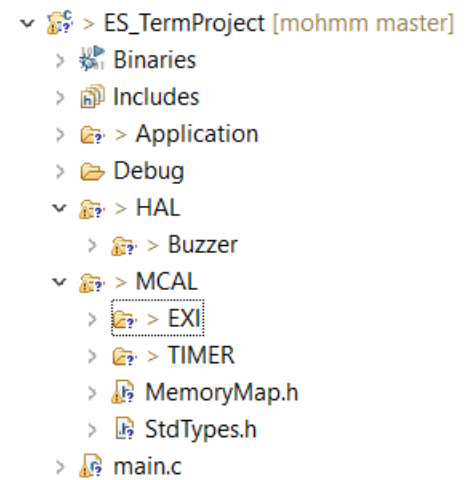 ES_TermProject [mohmm master]
Binaries
Includes
> Application
Debug
> HAL
> Buzzer
> MCAL
> EXI
> TIMER
MemoryMap.h
StdTypes.h
main.c